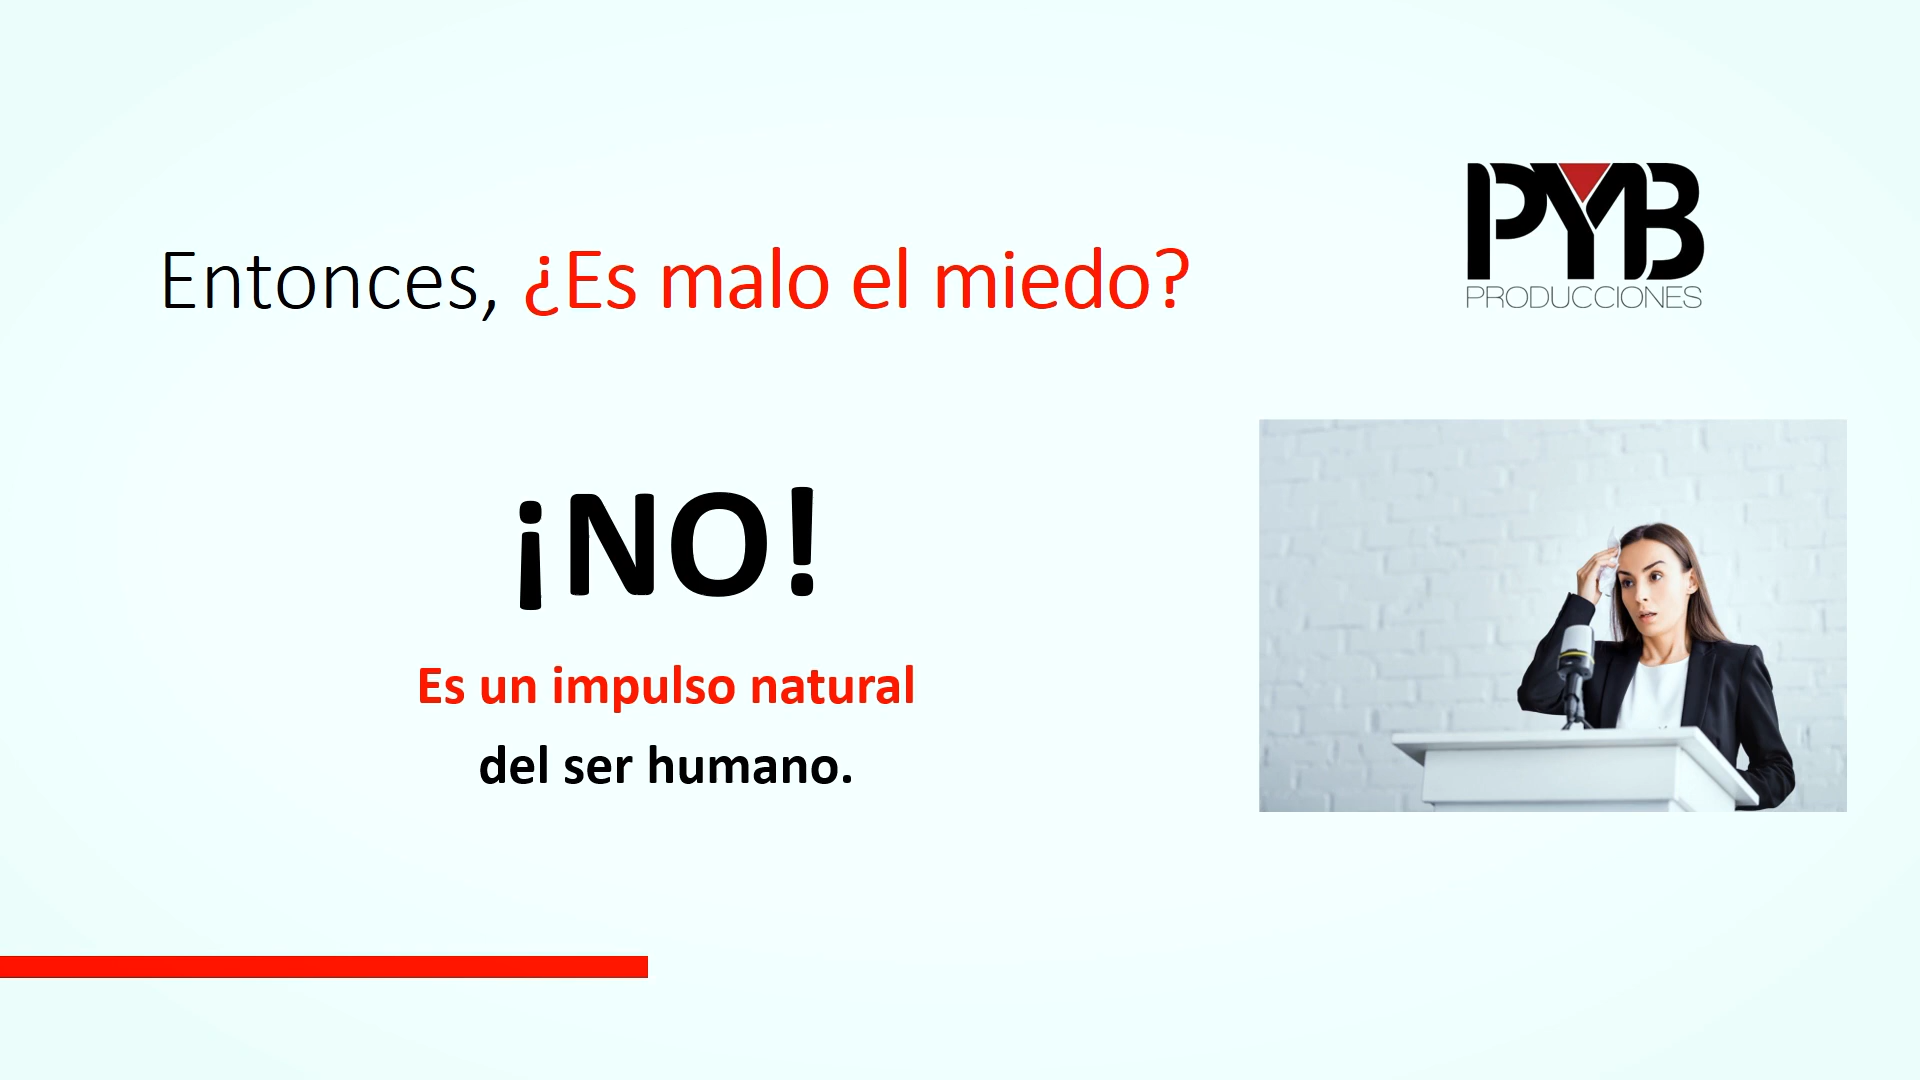 PYB
PRODUCCIONES
Entonces, ¿Es malo el miedo?
¡NO!
Es un impulso natural
del ser humano.